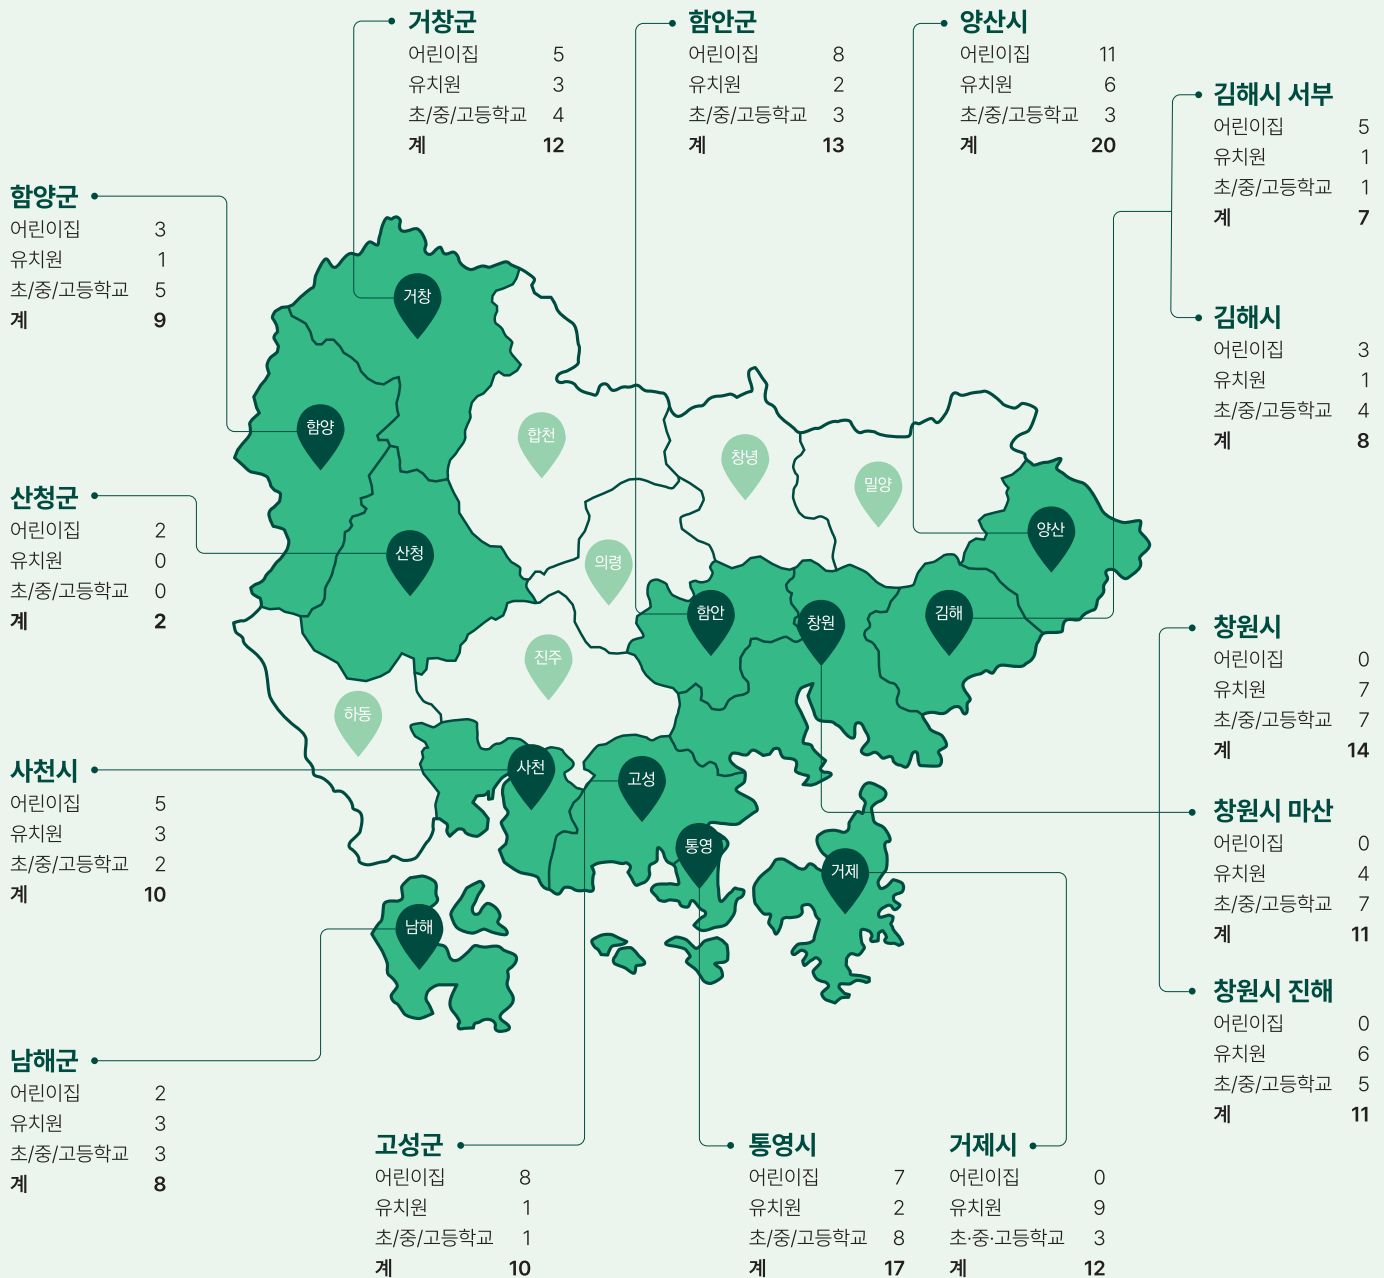 거창군
어린이집 5
유치원 3
초/중/고등학교 4
계 12
함안군
어린이집 8
유치원 2
초/중/고등학교 3
계 13
양산시
어린이집 11
유치원 6
초/중/고등학교 3
계 20
김해시 서부
어린이집 5
유치원 1
초/중/고등학교 1
계 7
함양군
어린이집 3
유치원 1
초/중/고등학교 5
계 9
김해시
어린이집 3
유치원 1
초/중/고등학교 4
계 8
산청군
어린이집 2
유치원 0
초/중/고등학교 0
계 2
거창
함양
합천
창녕
밀양
양산
산청
의령
함안
창원
김해
진주
하동
사천
고성
통영
거제
남해
창원시
어린이집 0
유치원 7
초/중/고등학교 7
계 14
사천시
어린이집 5
유치원 3
초/중/고등학교 2
계 10
창원시 마산
어린이집 0
유치원 4
초/중/고등학교 7
계 11
창원시 진해
어린이집 0
유치원 6
초/중/고등학교 5
계 11
남해군
어린이집 2
유치원 3
초/중/고등학교 3
계 8
고성군
어린이집 8
유치원 1
초/중/고등학교 1
계 10
통영시
어린이집 7
유치원 2
초/중/고등학교 8
계 17
거제시
어린이집 0
유치원 9
초·중·고등학교 3
계 12